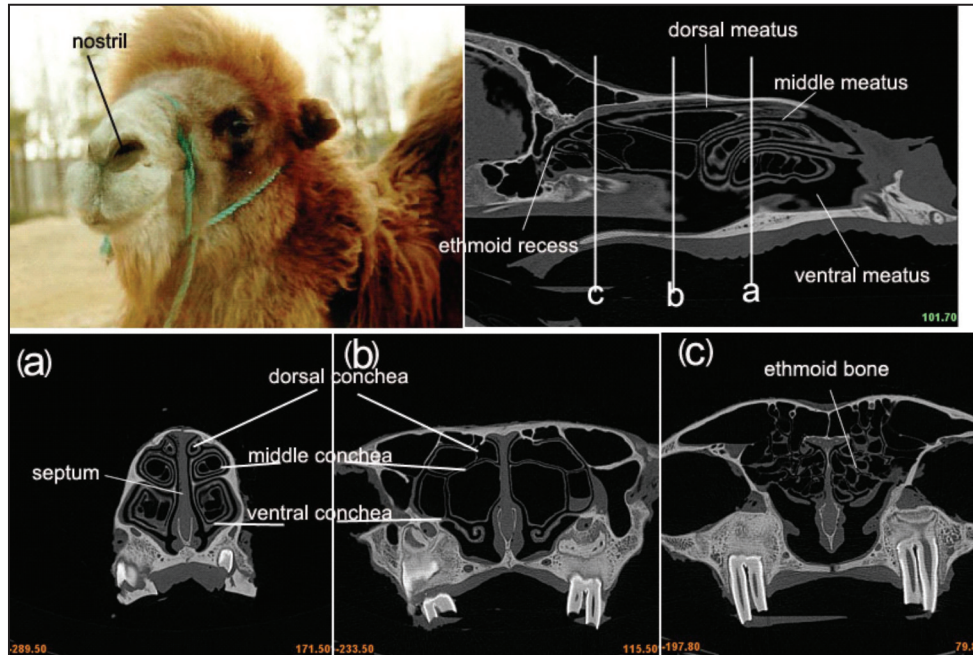 nostril
dorsal meatus
middle meatus
ethmoid recess
ventral meatus
c
b
a
101.70
(a)
(b)
(c)
dorsal conchea
ethmoid bone
middle conchea
septum
ventral conchea
-289.50
171.50
-233.50
115.50
-197.80